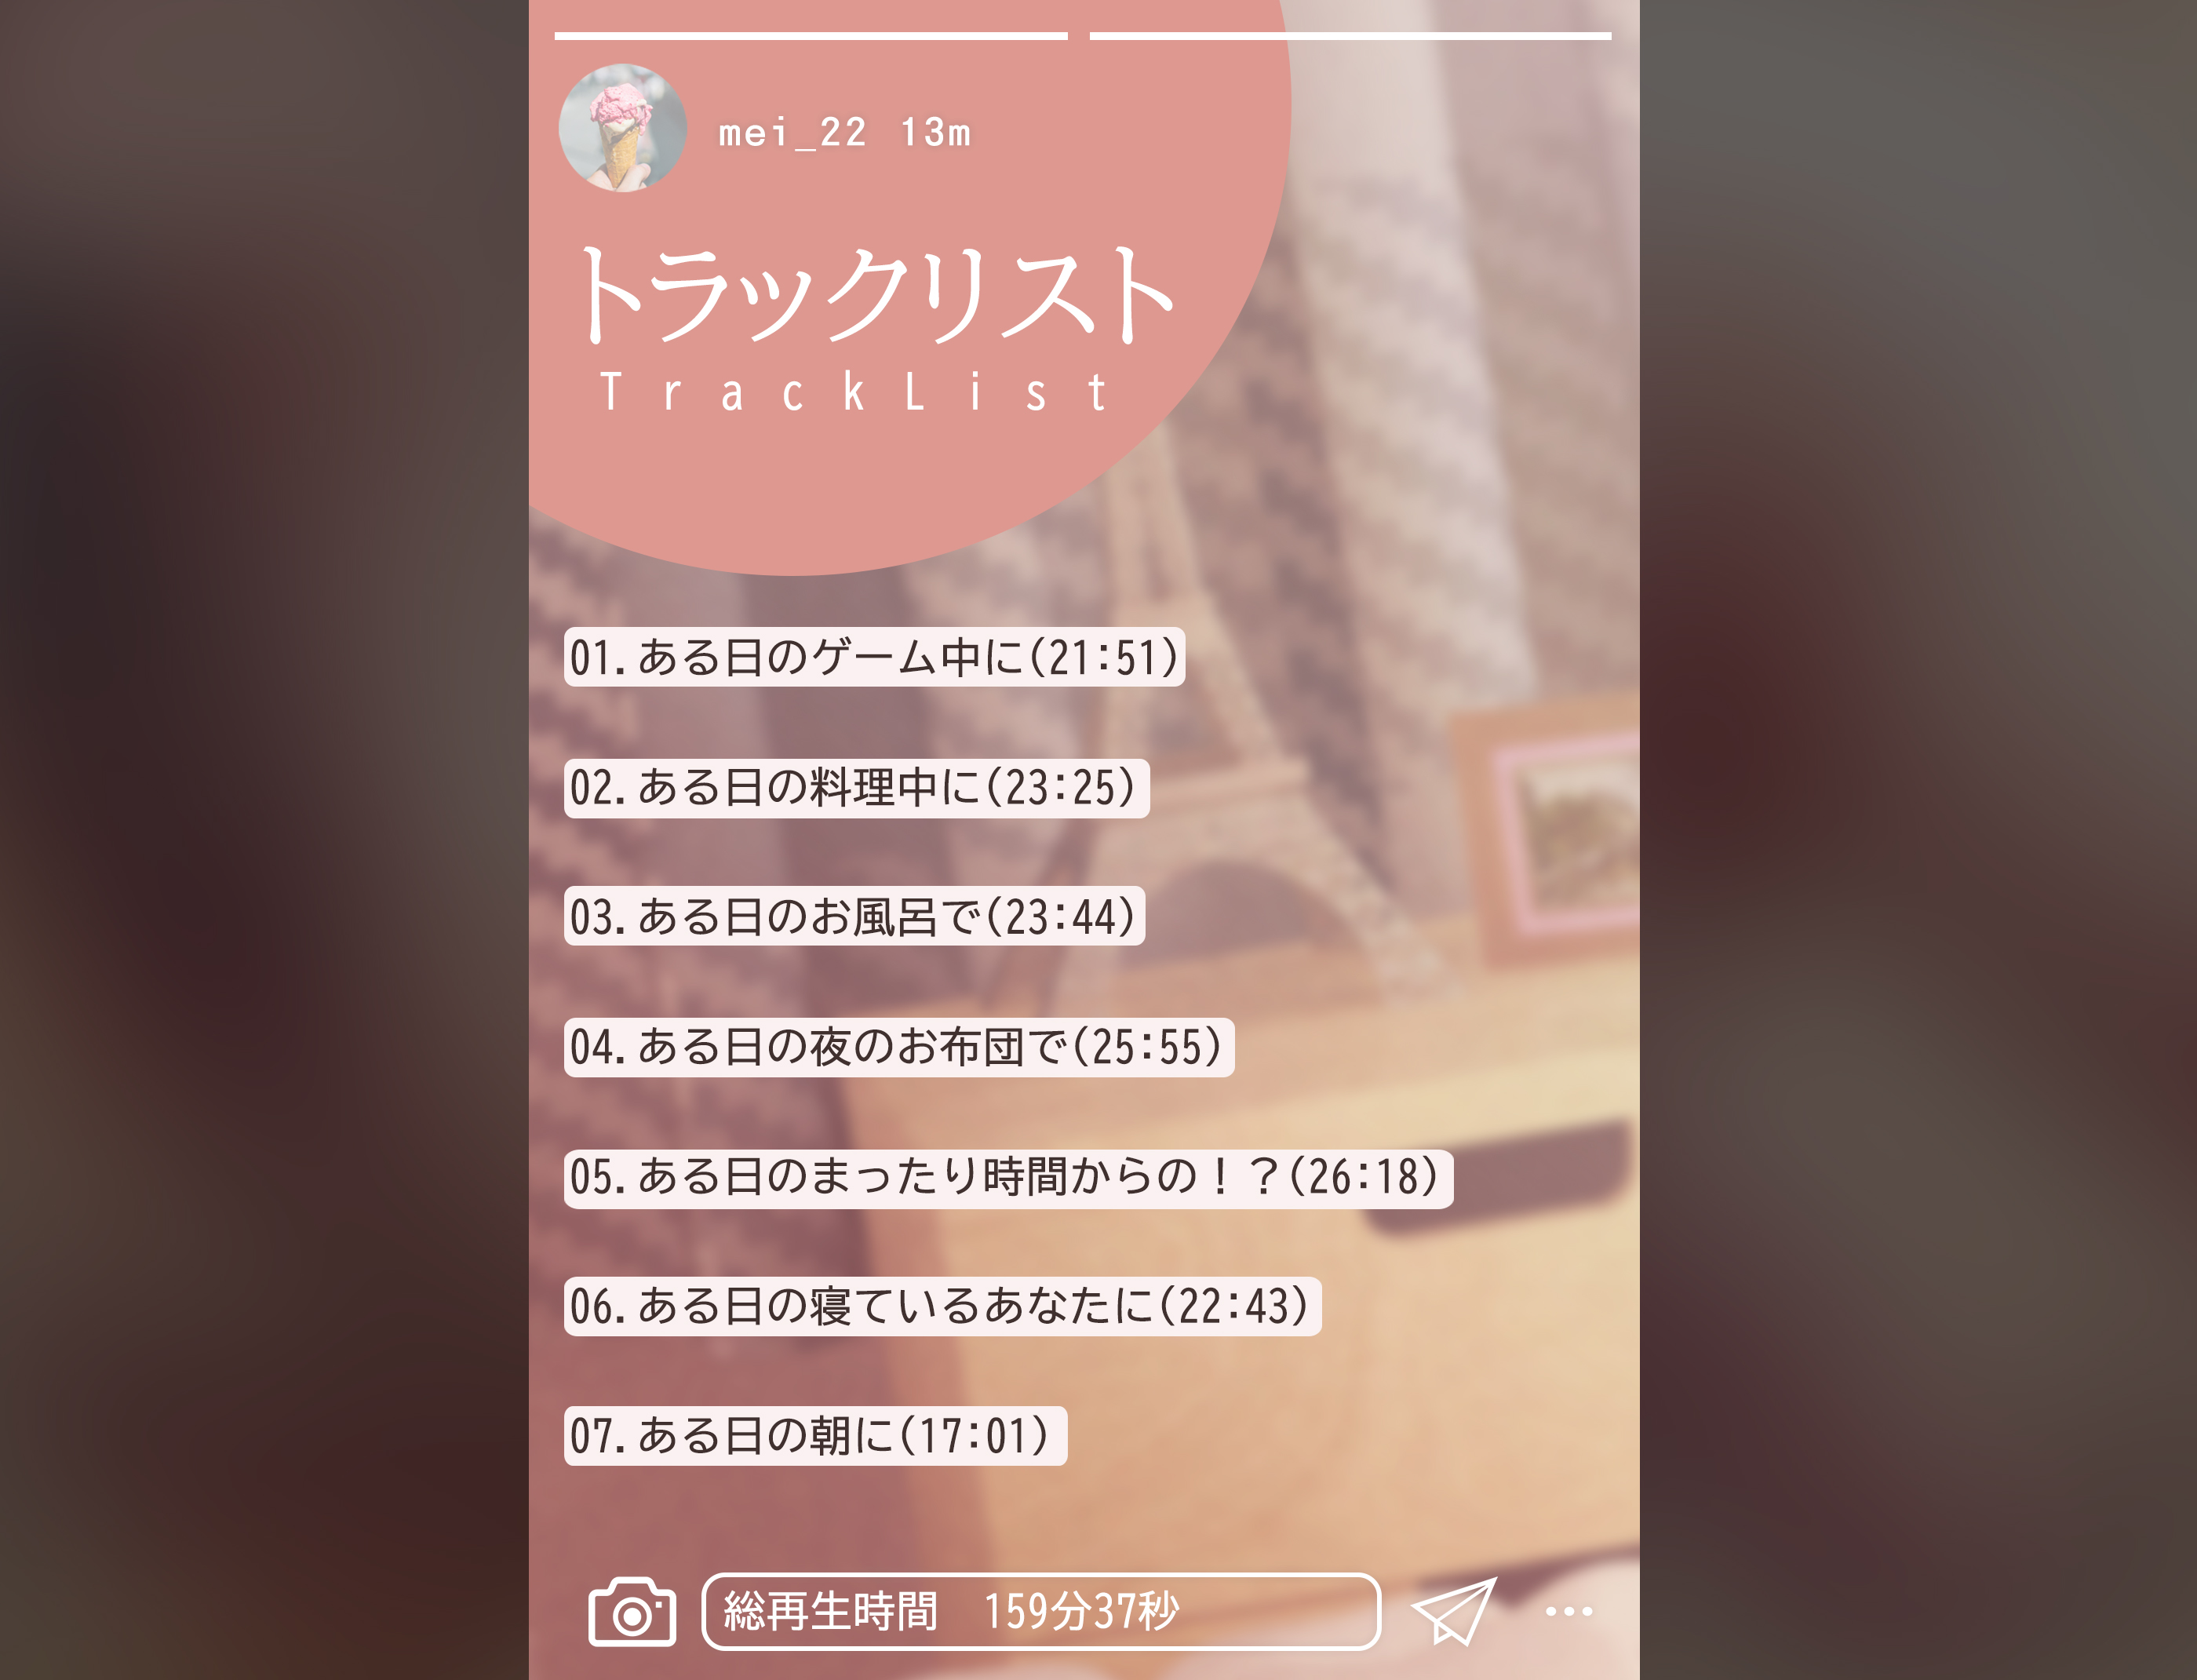 mei_22 13m
トラックリスト
TrackList
01.ある日のゲーム中に(21:51)
02.ある日の料理中に(23:25)
03.ある日のお風呂で(23:44)
04.ある日の夜のお布団で(25:55)
05.ある日のまったり時間からの！？(26:18)
06.ある日の寝ているあなたに(22:43)
07.ある日の朝に(17:01)
総再生時間　159分37秒